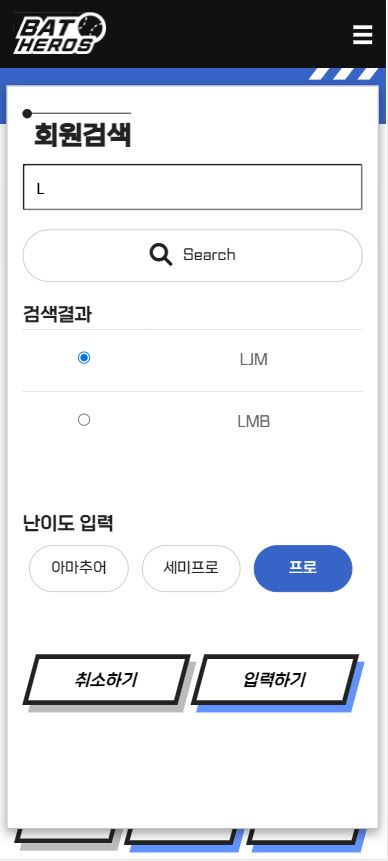 BAT
HEROS
회원검색
L
Search
검색결과
LJM
LMB
난이도 입력
아마추어 세미프로 프로
취소하기 입력하기